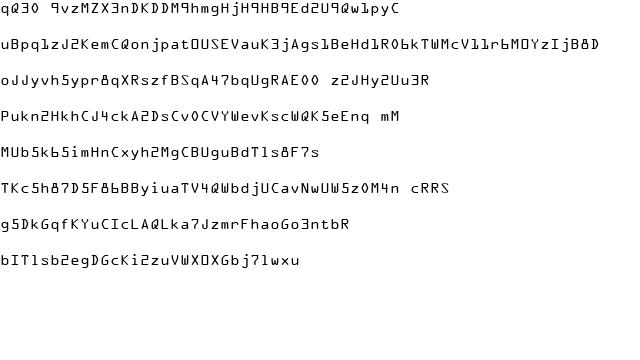 qQ30 9vzMZX3nDKDDM9hmgHjH9HB9Ed2U9Qw1pyC
uBpq1zJ2KemCQonjpatOUSEVauK3jAgs1BeHd1R06kTWMcV11r6MOYzIjB8D
oJJyvh5ypr8qXRszfBSqA47bqUgRAE00 z2JHy2Uu3R
Pukn2HkhCJ4ckA2DsCv0CVYWevKscWQK5eEnq mM
MUb5k65imHnCxyh2MgCBUguBdTls8F7s
TKc5h87D5F86BByiuaTV4QWbdjUCavNwUW5z0M4n cRRS
g5DkGqfKYuCIcLAQLka7JzmrFhaoGo3ntbR
bITlsb2egDGcKi2zuVWXOXGbj7lwxu